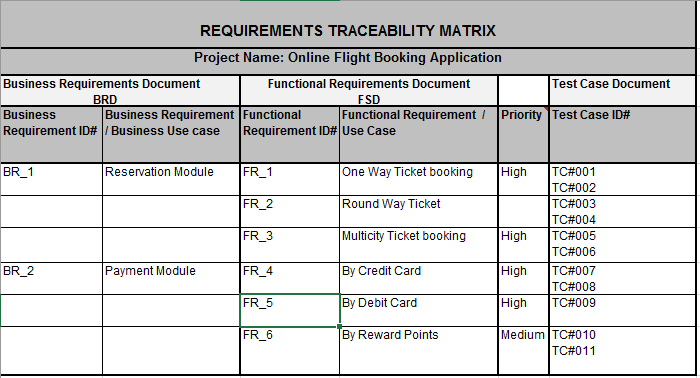 REQUIREMENTS TRACEABILITY MATRIX
Project Name: Online Flight Booking Application
Business Requirements Document
BRD
Functional Requirements Document
FSD
Test Case Document
Business
Requirement ID#
Business Requirement
/ Business Use case
Functional
Requirement ID#
Functional Requirement /
Use Case
Priority
Test Case ID#
BR_1
Reservation Module
FR_1
One Way Ticket booking
High
TC#001
TC#002
FR_2
Round Way Ticket
TC#003
TC#004
FR_3
Multicity Ticket booking
High
TC#005
TC#006
BR_2
Payment Module
FR_4
By Credit Card
High
TC#007
TC#008
FR_5
By Debit Card
High
TC#009
FR_6
By Reward Points
Medium
TC#010
TC#011